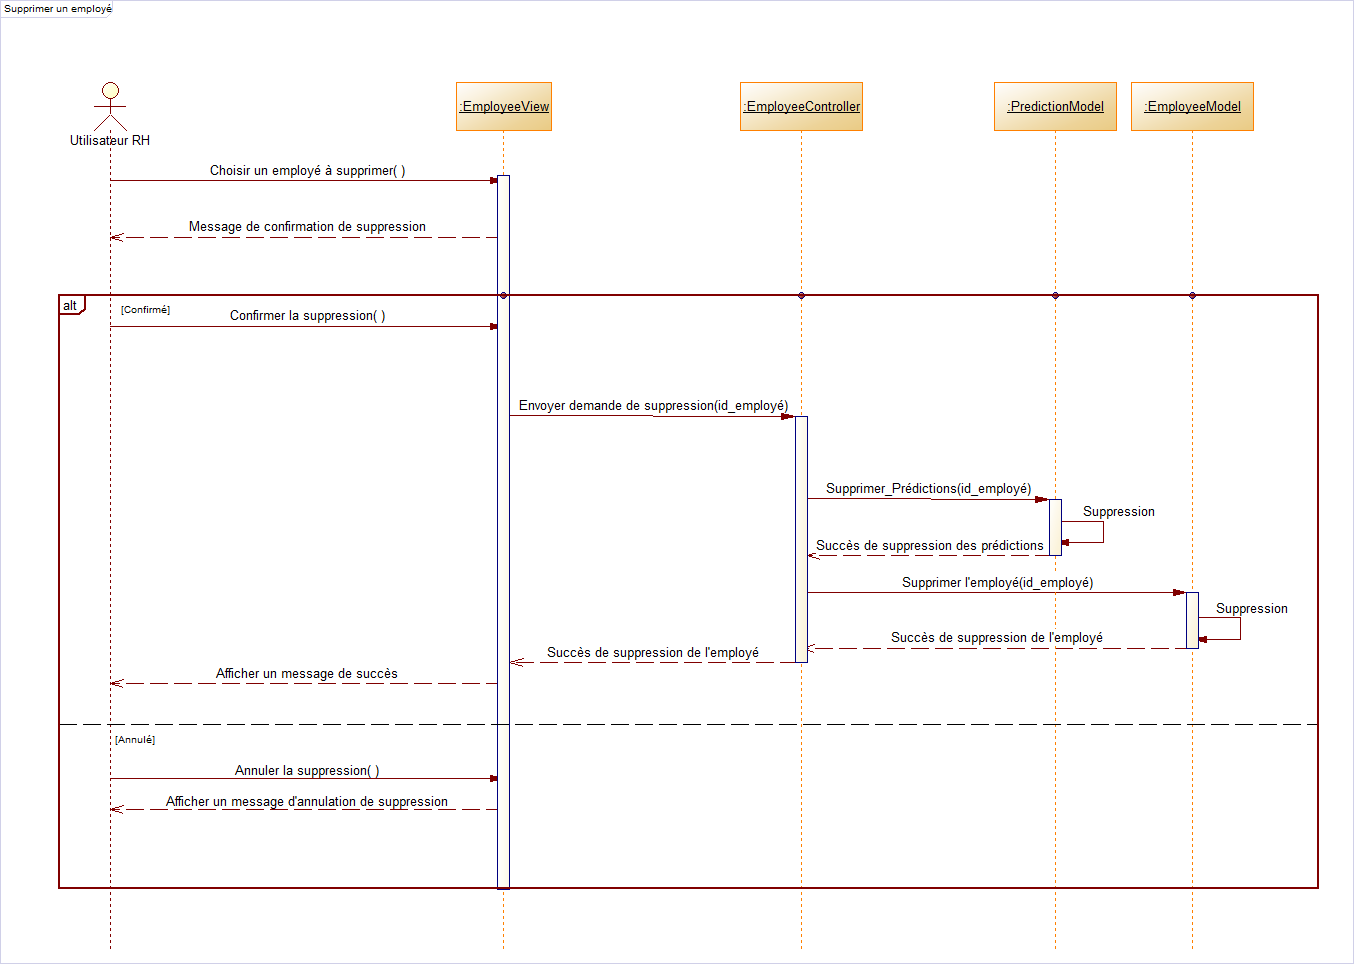 Supprimer un employé
:EmployeeView
:EmployeeController
:PredictionModel
:EmployeeModel
Utilisateur RH
Choisir un employé à supprimer( )
Message de confirmation de suppression
alt
[Confirmé]
Confirmer la suppression( )
Envoyer demande de suppression(id_employé)
Supprimer_Prédictions(id_employé)
Suppression
Succès de suppression des prédictions
Supprimer l'employé(id_employé)
Suppression
Succès de suppression de l'employé
Succès de suppression de l'employé
Afficher un message de succès
[Annulé]
Annuler la suppression( )
Afficher un message d'annulation de suppression